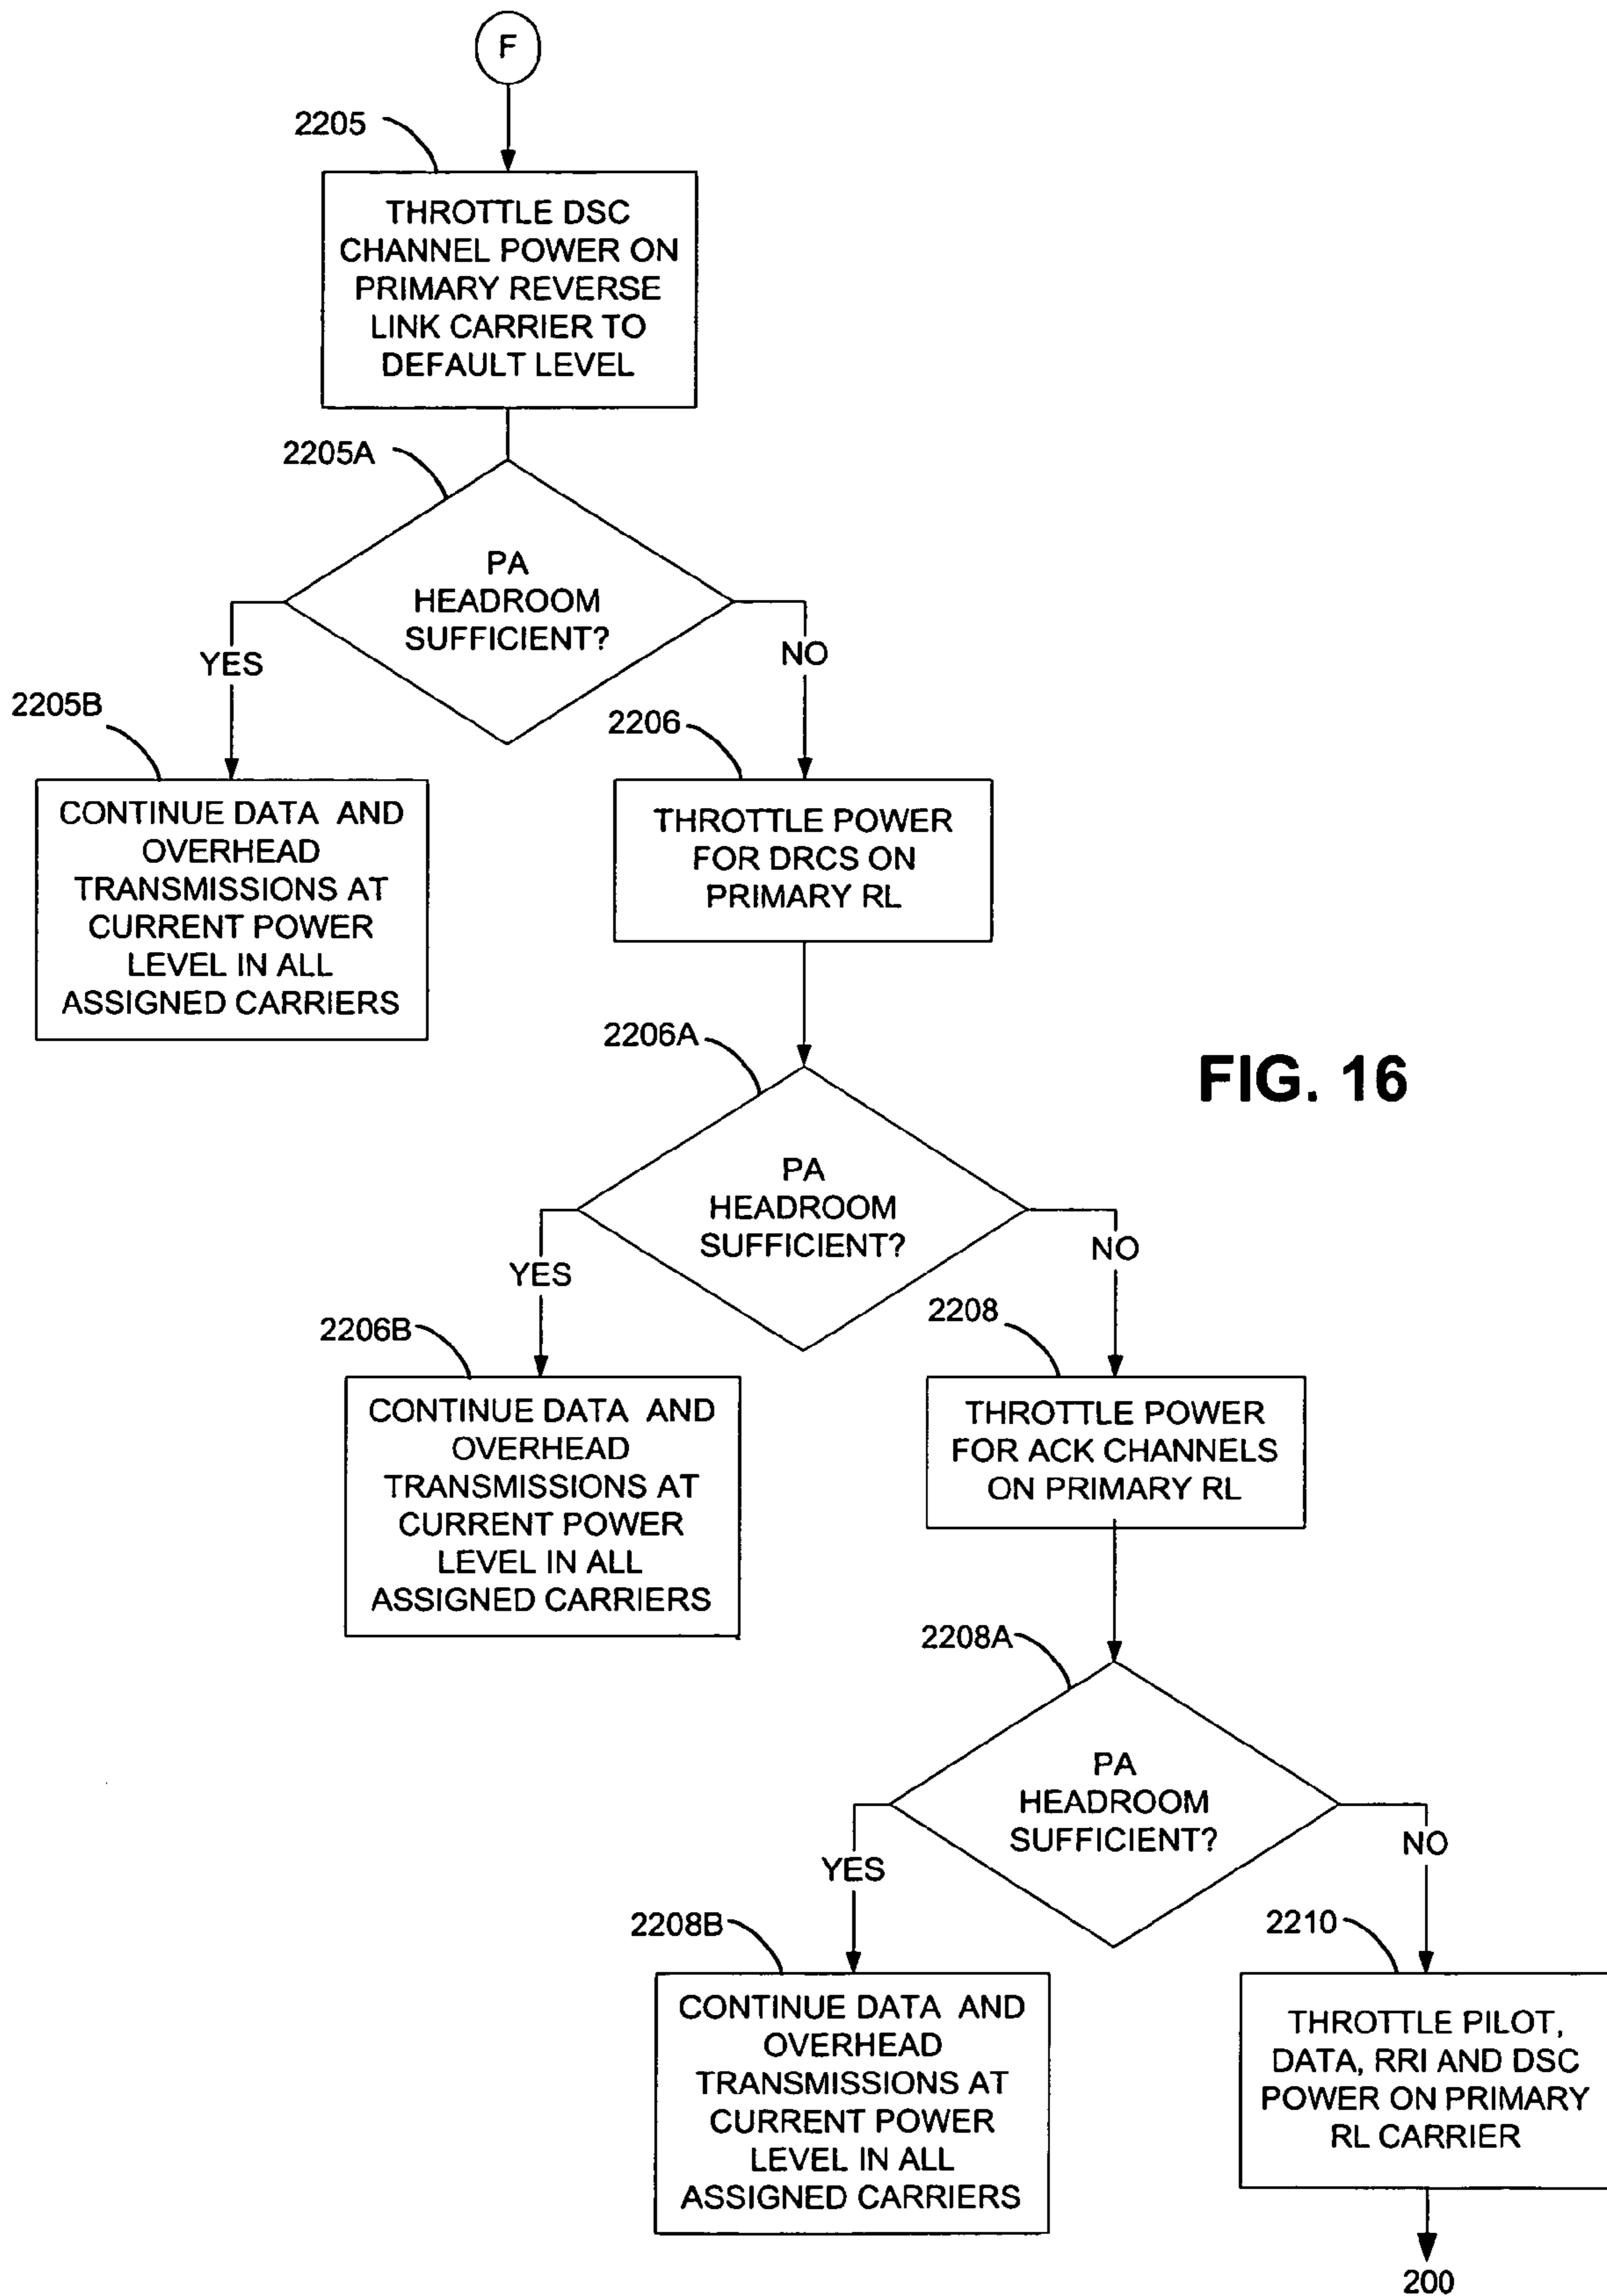 F
2205
THROTTLE DSC
CHANNEL POWER ON
PRIMARY REVERSE
LINK CARRIER TO
DEFAULT LEVEL
2205A
PA
HEADROOM
SUFFICIENT?
YES
NO
2205B
CONTINUE DATA AND
OVERHEAD
TRANSMISSIONS AT
CURRENT POWER
LEVEL IN ALL
ASSIGNED CARRIERS
2206
THROTTLE POWER
FOR DRCS ON
PRIMARY RL
2206A
FIG. 16
PA
HEADROOM
SUFFICIENT?
YES
NO
2206B
CONTINUE DATA AND
OVERHEAD
TRANSMISSIONS AT
CURRENT POWER
LEVEL IN ALL
ASSIGNED CARRIERS
2208
THROTTLE POWER
FOR ACK CHANNELS
ON PRIMARY RL
2208A
PA
HEADROOM
SUFFICIENT?
YES
NO
2208B
CONTINUE DATA AND
OVERHEAD
TRANSMISSIONS AT
CURRENT POWER
LEVEL IN ALL
ASSIGNED CARRIERS
2210
THROTTLE PILOT,
DATA, RRI AND DSC
POWER ON PRIMARY
RL CARRIER
200